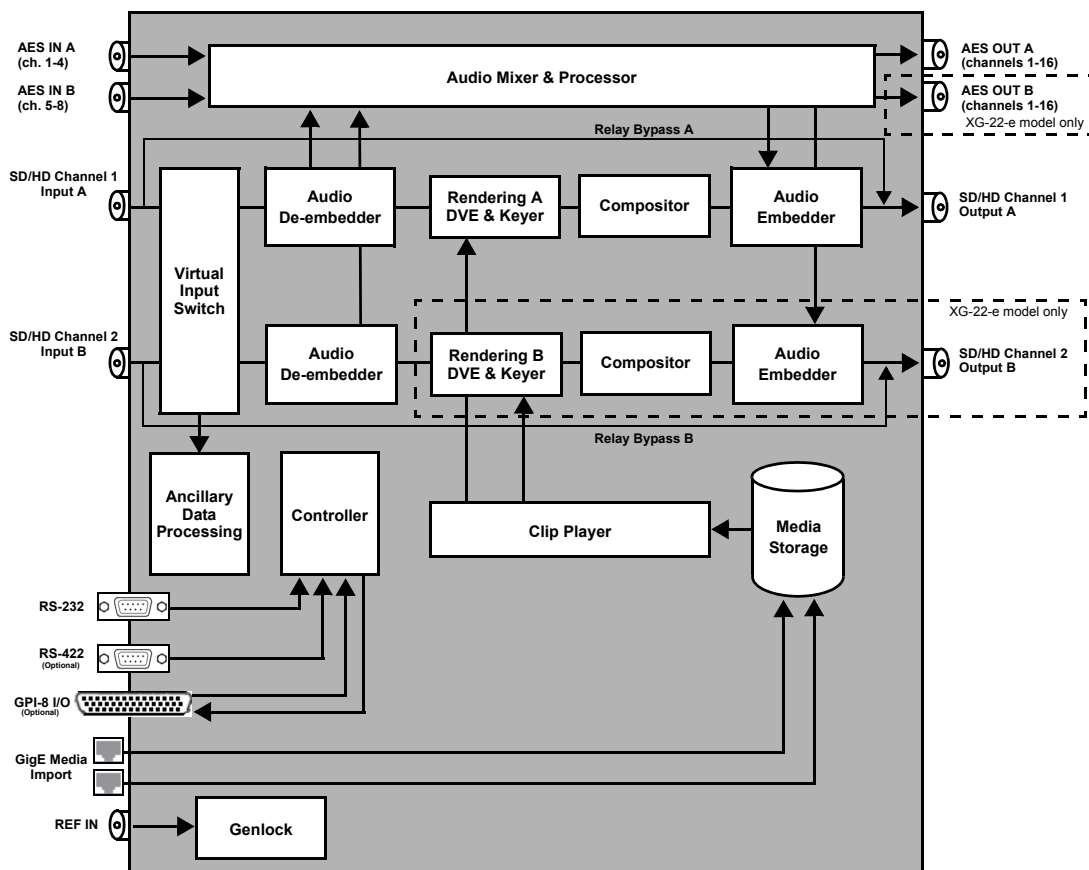 AES IN A
(ch. 1-4)
AES IN B
(ch. 5-8)
Audio Mixer & Processor
AES OUT A
(channels 1-16)
AES OUT B
(channels 1-16)
XG-22-e model only
Relay Bypass A
SD/HD Channel 1
Input A
Audio
De-embedder
Rendering A
DVE & Keyer
Compositor
Audio
Embedder
SD/HD Channel 1
Output A
Virtual
Input
Switch
XG-22-e model only
SD/HD Channel 2
Input B
Audio
De-embedder
Rendering B
DVE & Keyer
Compositor
Audio
Embedder
SD/HD Channel 2
Output B
Relay Bypass B
Ancillary
Data
Processing
Controller
Clip Player
Media
Storage
RS-232
RS-422
(Optional)
GPI-8 I/O
(Optional)
GigE Media
Import
REF IN
Genlock